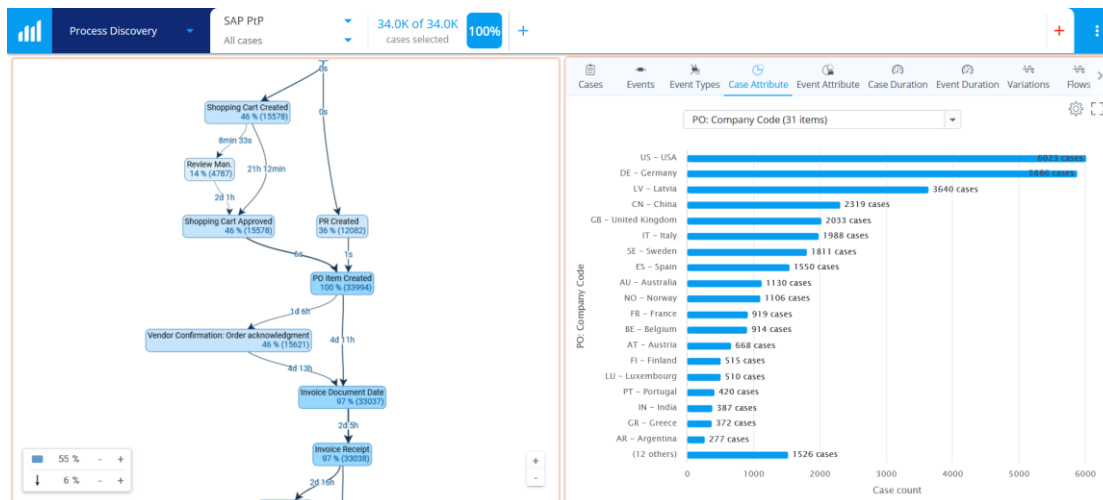 Process Discovery
SAP PtP
All cases
34.0K of 34.0K
cases selected
100%
+
+
0s
Shopping Cart Created
46 % (15578)
0s
8min 33s
Review Man.
14 % (4787)
21h 12min
2d 1h
Shopping Cart Approved
46 % (15578)
PR Created
36 % (12082)
6s
1s
PO Item Created
100 % (33994)
1d 6h
Vendor Confirmation: Order acknowledgment
46 % (15621)
4d 11h
4d 13h
Invoice Document Date
97 % (33037)
2d 5h
Invoice Receipt
97 % (33038)
2d 16h
55 % - +
6 % - +
+
-
Cases
Events
Event Types
Case Attribute
Event Attribute
Case Duration
Event Duration
Variations
Flows
PO: Company Code (31 items)
PO: Company Code
US - USA 6023 cases
DE - Germany 5886 cases
LV - Latvia 3640 cases
CN - China 2319 cases
GB - United Kingdom 2033 cases
IT - Italy 1988 cases
SE - Sweden 1811 cases
ES - Spain 1550 cases
AU - Australia 1130 cases
NO - Norway 1106 cases
FR - France 919 cases
BE - Belgium 914 cases
AT - Austria 668 cases
FI - Finland 515 cases
LU - Luxembourg 510 cases
PT - Portugal 420 cases
IN - India 387 cases
GR - Greece 372 cases
AR - Argentina 277 cases
(12 others) 1526 cases
0 1000 2000 3000 4000 5000 6000
Case count